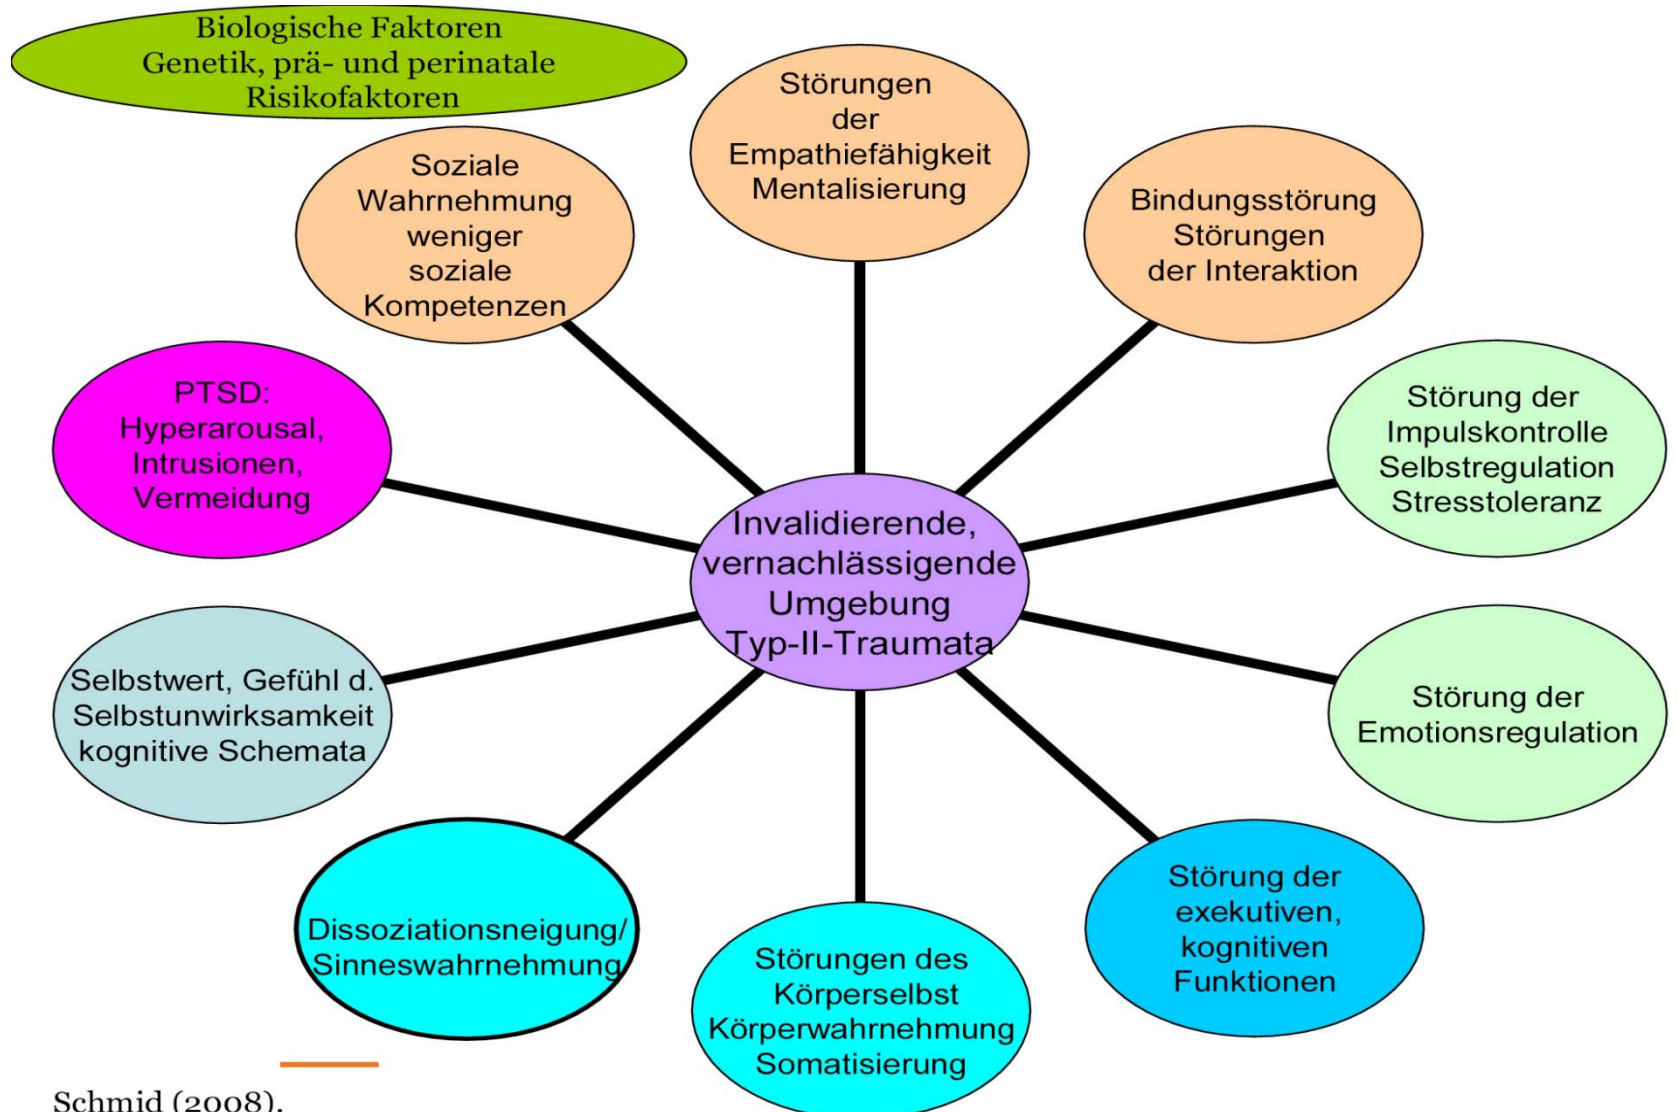 Biologische Faktoren
Genetik, prä- und perinatale
Risikofaktoren
Störungen
der
Empathiefähigkeit
Mentalisierung
Soziale
Wahrnehmung
weniger
soziale
Kompetenzen
Bindungsstörung
Störungen
der Interaktion
PTSD:
Hyperarousal,
Intrusionen,
Vermeidung
Störung der
Impulskontrolle
Selbstregulation
Stresstoleranz
Invalidierende,
vernachlässigende
Umgebung
Typ-II-Traumata
Selbstwert, Gefühl d.
Selbstunwirksamkeit
kognitive Schemata
Störung der
Emotionsregulation
Dissoziationsneigung/
Sinneswahrnehmung
Störungen des
Körperselbst
Körperwahrnehmung
Somatisierung
Störung der
exekutiven,
kognitiven
Funktionen
Schmid (2008).